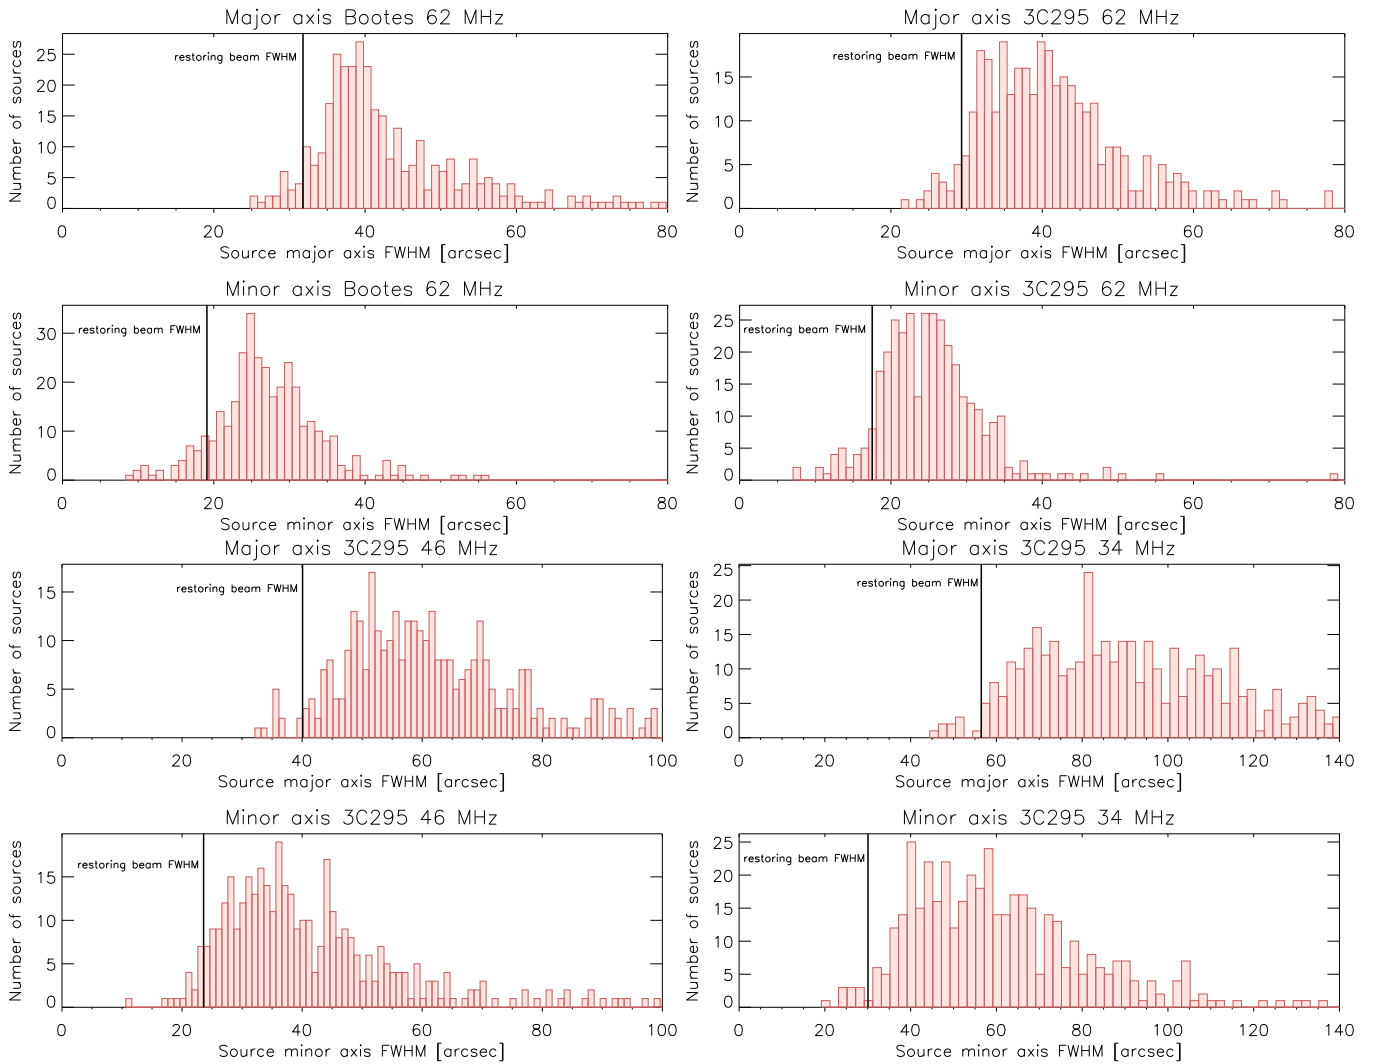 Major axis Bootes 62 MHz
restoring beam FWHM
Number of sources
25
20
15
10
5
0
0 20 40 60 80
Source major axis FWHM [arcsec]
Major axis 3C295 62 MHz
restoring beam FWHM
Number of sources
15
10
5
0
0 20 40 60 80
Source major axis FWHM [arcsec]
Minor axis Bootes 62 MHz
restoring beam FWHM
Number of sources
30
20
10
0
0 20 40 60 80
Source minor axis FWHM [arcsec]
Minor axis 3C295 62 MHz
restoring beam FWHM
Number of sources
25
20
15
10
5
0
0 20 40 60 80
Source minor axis FWHM [arcsec]
Major axis 3C295 46 MHz
restoring beam FWHM
Number of sources
15
10
5
0
0 20 40 60 80 100
Source major axis FWHM [arcsec]
Major axis 3C295 34 MHz
restoring beam FWHM
Number of sources
25
20
15
10
5
0
0 20 40 60 80 100 120 140
Source major axis FWHM [arcsec]
Minor axis 3C295 46 MHz
restoring beam FWHM
Number of sources
15
10
5
0
0 20 40 60 80 100
Source minor axis FWHM [arcsec]
Minor axis 3C295 34 MHz
restoring beam FWHM
Number of sources
25
20
15
10
5
0
0 20 40 60 80 100 120 140
Source minor axis FWHM [arcsec]